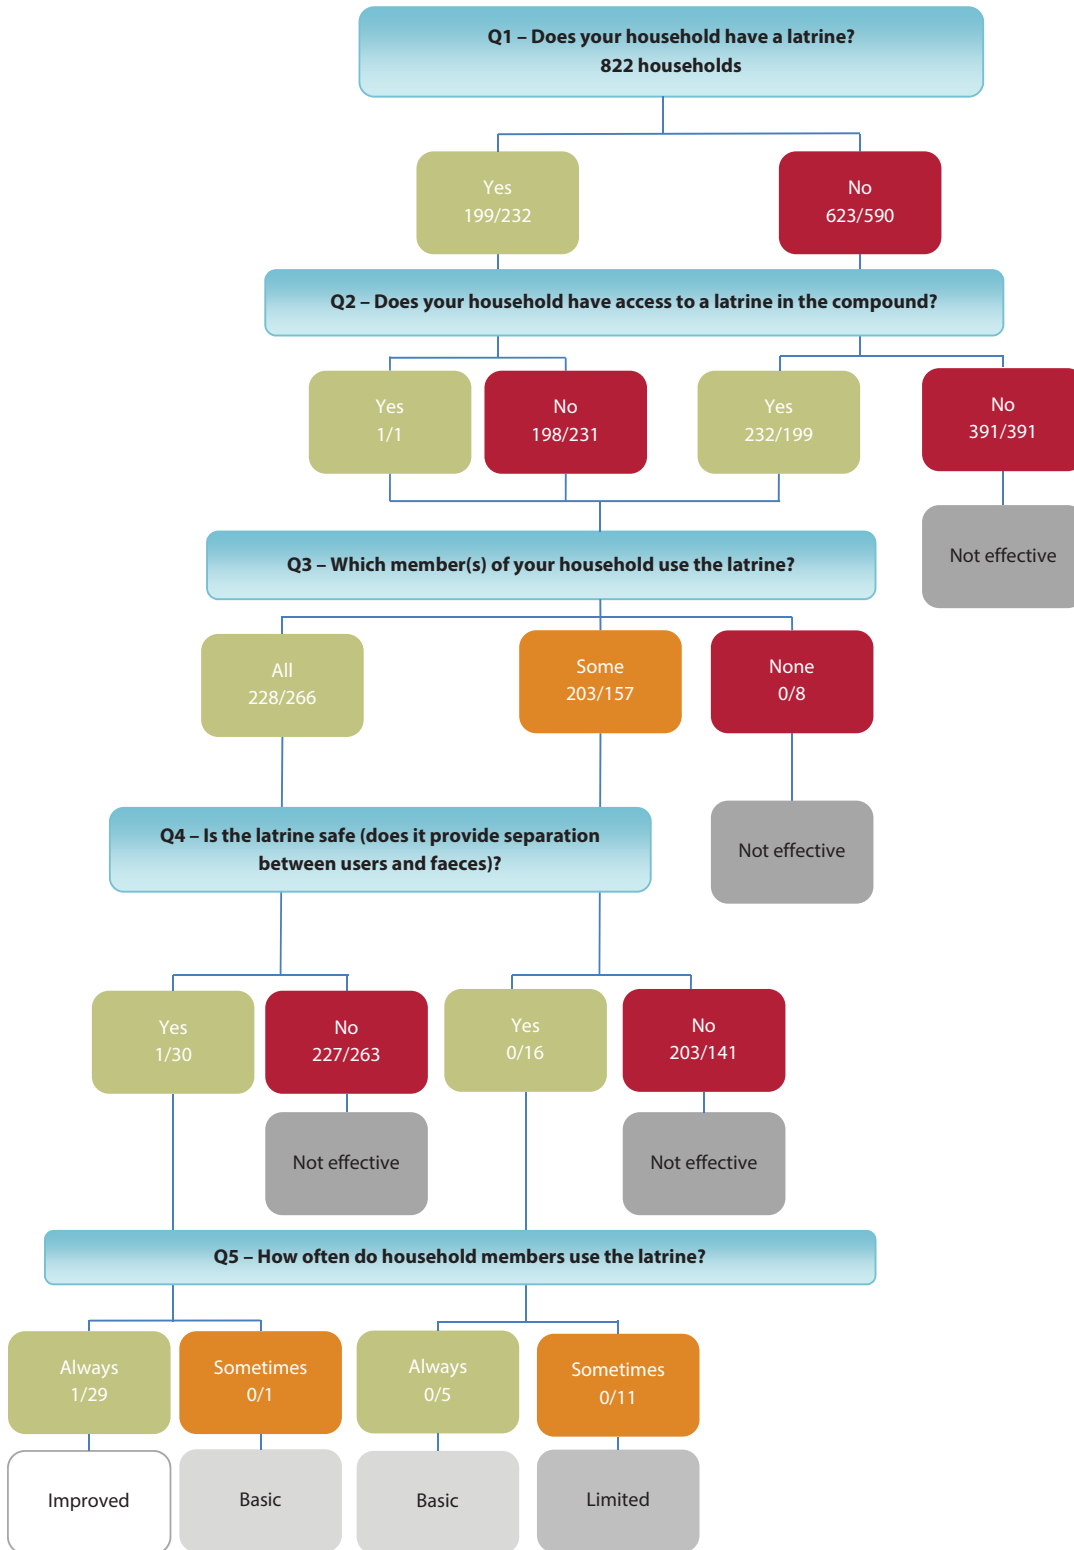 Q1 – Does your household have a latrine?
822 households
Yes
199/232
No
623/590
Q2 – Does your household have access to a latrine in the compound?
Yes
1/1
No
198/231
Yes
232/199
No
391/391
Not effective
Q3 – Which member(s) of your household use the latrine?
All
228/266
Some
203/157
None
0/8
Not effective
Q4 – Is the latrine safe (does it provide separation
between users and faeces)?
Yes
1/30
No
227/263
Yes
0/16
No
203/141
Not effective
Not effective
Q5 – How often do household members use the latrine?
Always
1/29
Sometimes
0/1
Always
0/5
Sometimes
0/11
Improved
Basic
Basic
Limited